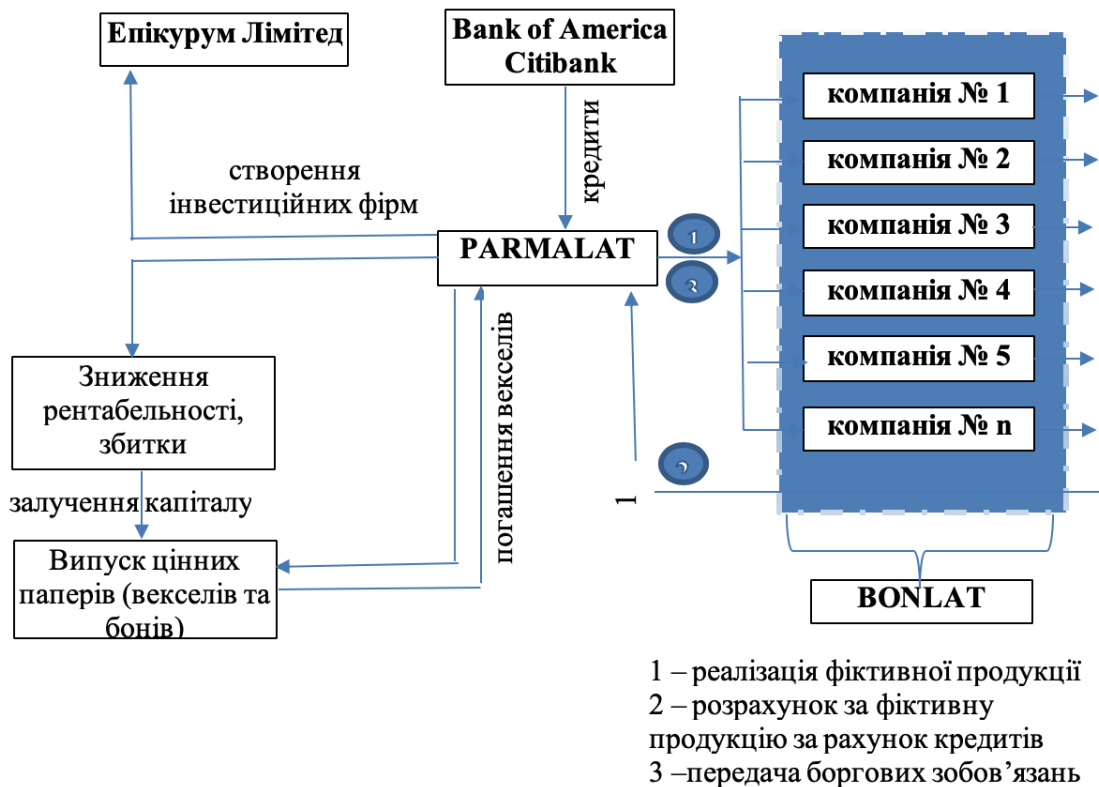 Епікурум Лімітед
Bank of America
Citibank
створення
інвестиційних фірм
кредити
PARMALAT
1
3
компанія № 1
компанія № 2
компанія № 3
компанія № 4
компанія № 5
компанія № n
Зниження
рентабельності,
збитки
погашення векселів
1
2
залучення капіталу
Випуск цінних
паперів (векселів та
бонів)
BONLAT
1 – реалізація фіктивної продукції
2 – розрахунок за фіктивну
продукцію за рахунок кредитів
3 –передача боргових зобов’язань